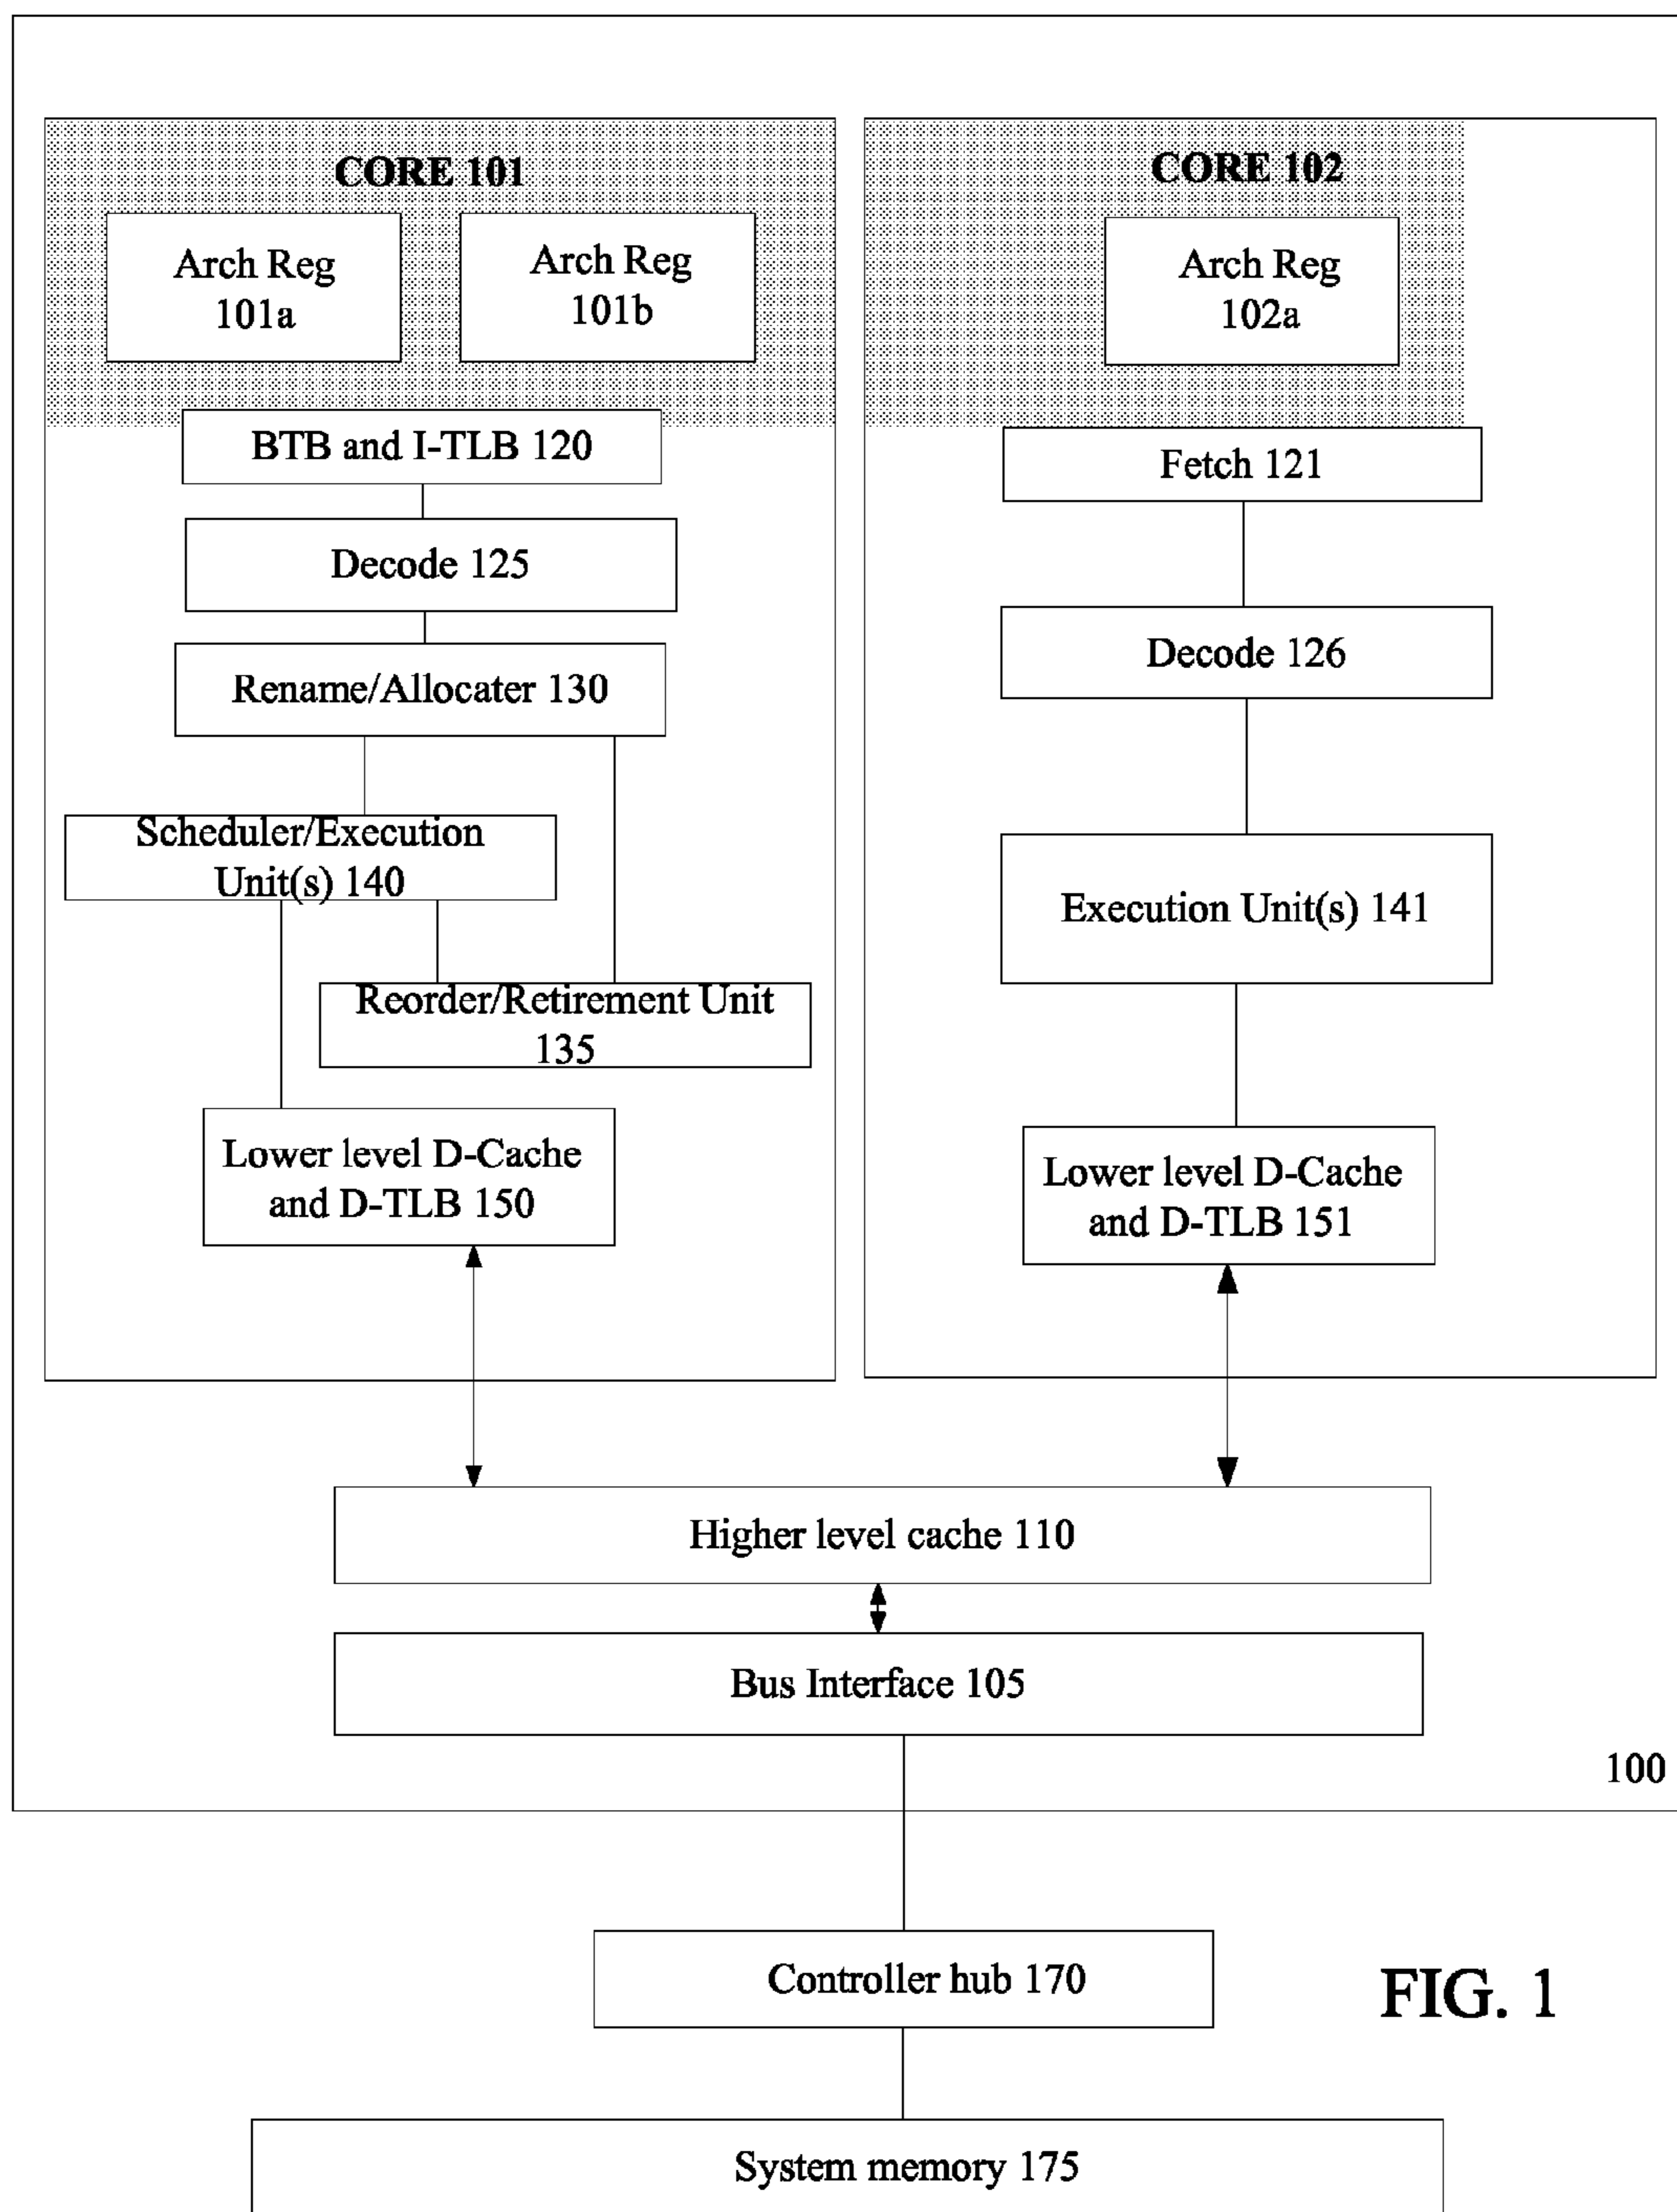 CORE 101
Arch Reg
101a
Arch Reg
101b
BTB and I-TLB 120
Decode 125
Rename/Allocater 130
Scheduler/Execution
Unit(s) 140
Reorder/Retirement Unit
135
Lower level D-Cache
and D-TLB 150
CORE 102
Arch Reg
102a
Fetch 121
Decode 126
Execution Unit(s) 141
Lower level D-Cache
and D-TLB 151
Higher level cache 110
Bus Interface 105
100
Controller hub 170
FIG. 1
System memory 175